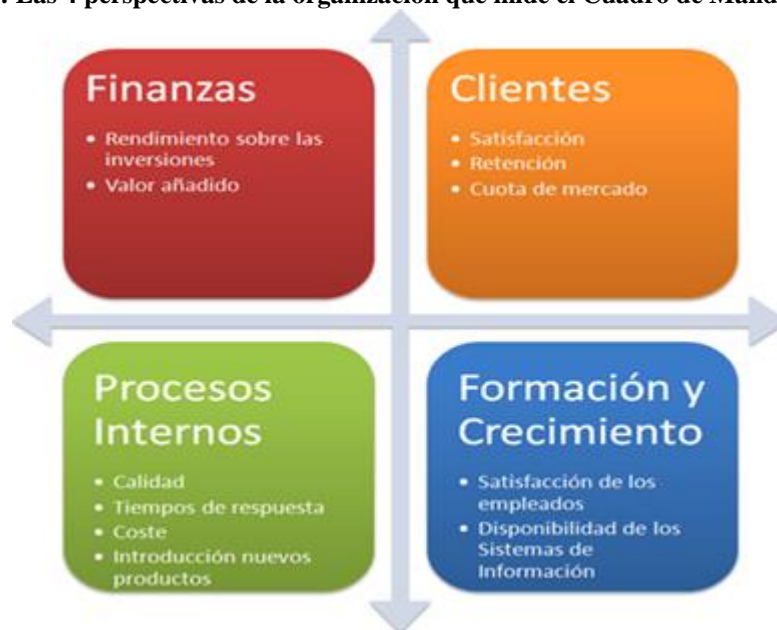 . Las 4 perspectivas de la organización que mide el Cuadro de Mand
Finanzas
• Rendimiento sobre las
inversiones
• Valor añadido
Clientes
• Satisfacción
• Retención
• Cuota de mercado
Procesos
Internos
• Calidad
• Tiempos de respuesta
• Coste
• Introducción nuevos
productos
Formación y
Crecimiento
• Satisfacción de los
empleados
• Disponibilidad de los
Sistemas de
Información